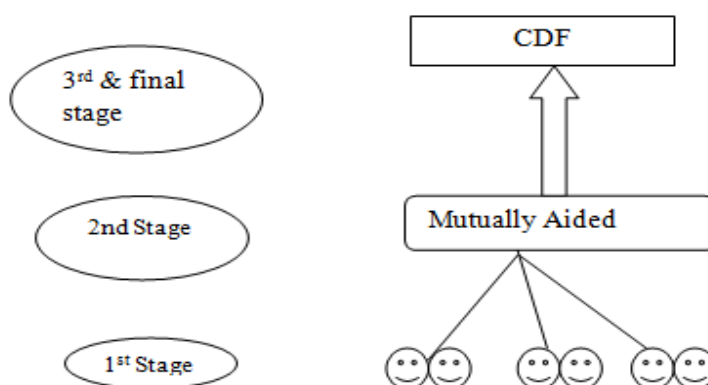 CDF
3rd & final
stage
Mutually Aided
2nd Stage
1st Stage